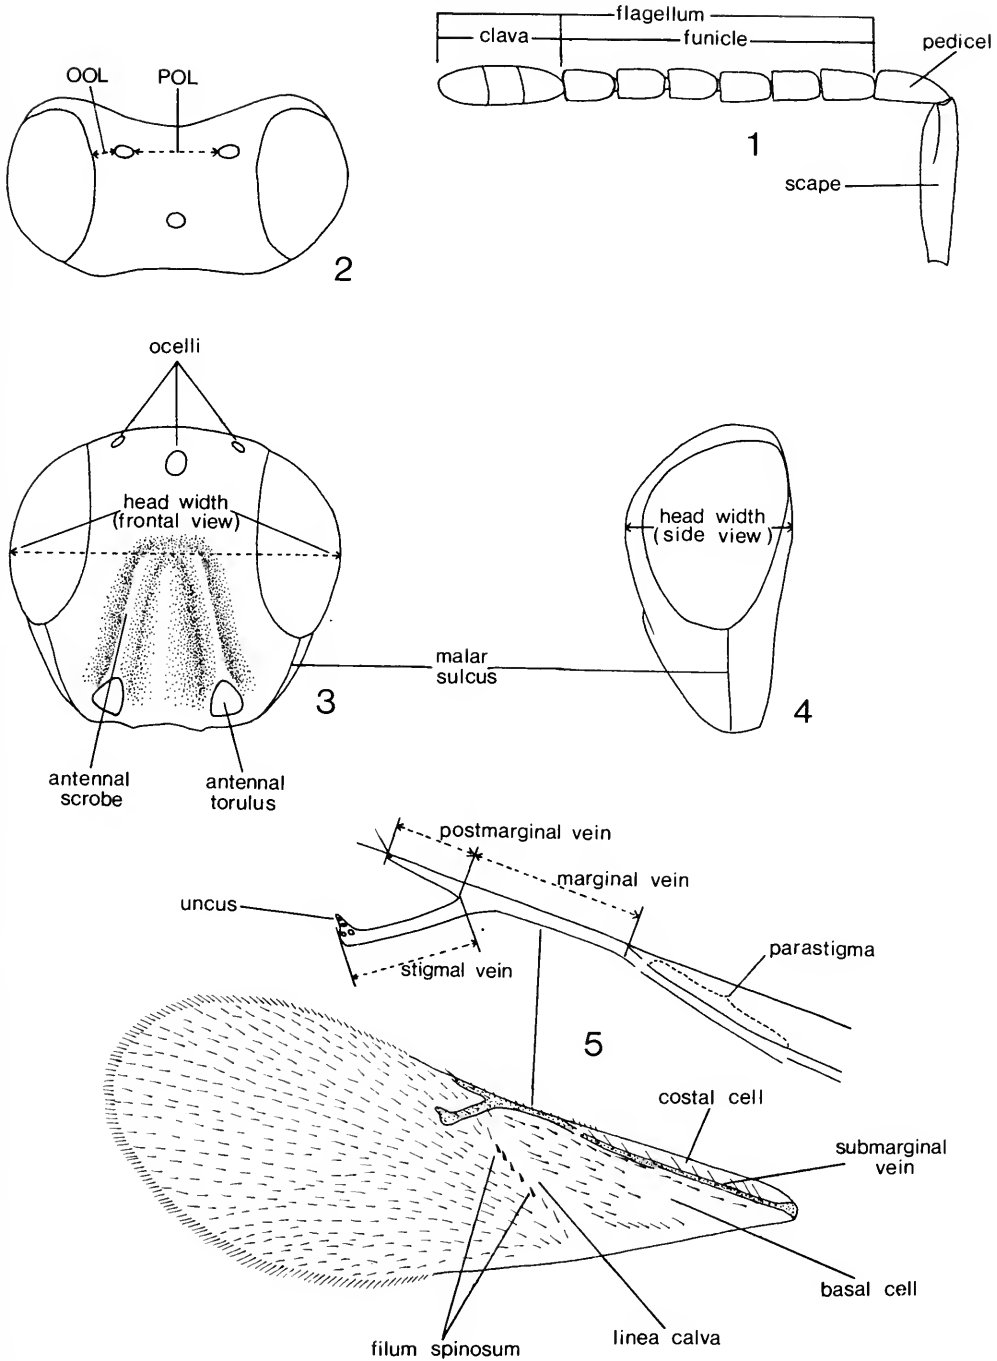 flagellum
clava
funicle
pedicel
scape
1
OOL
POL
2
ocelli
head width
(frontal view)
antennal
scrobe
antennal
torulus
3
malar
sulcus
head width
(side view)
4
postmarginal vein
marginal vein
uncus
stigmal vein
parastigma
5
costal cell
submarginal
vein
basal cell
linea calva
filum spinosum